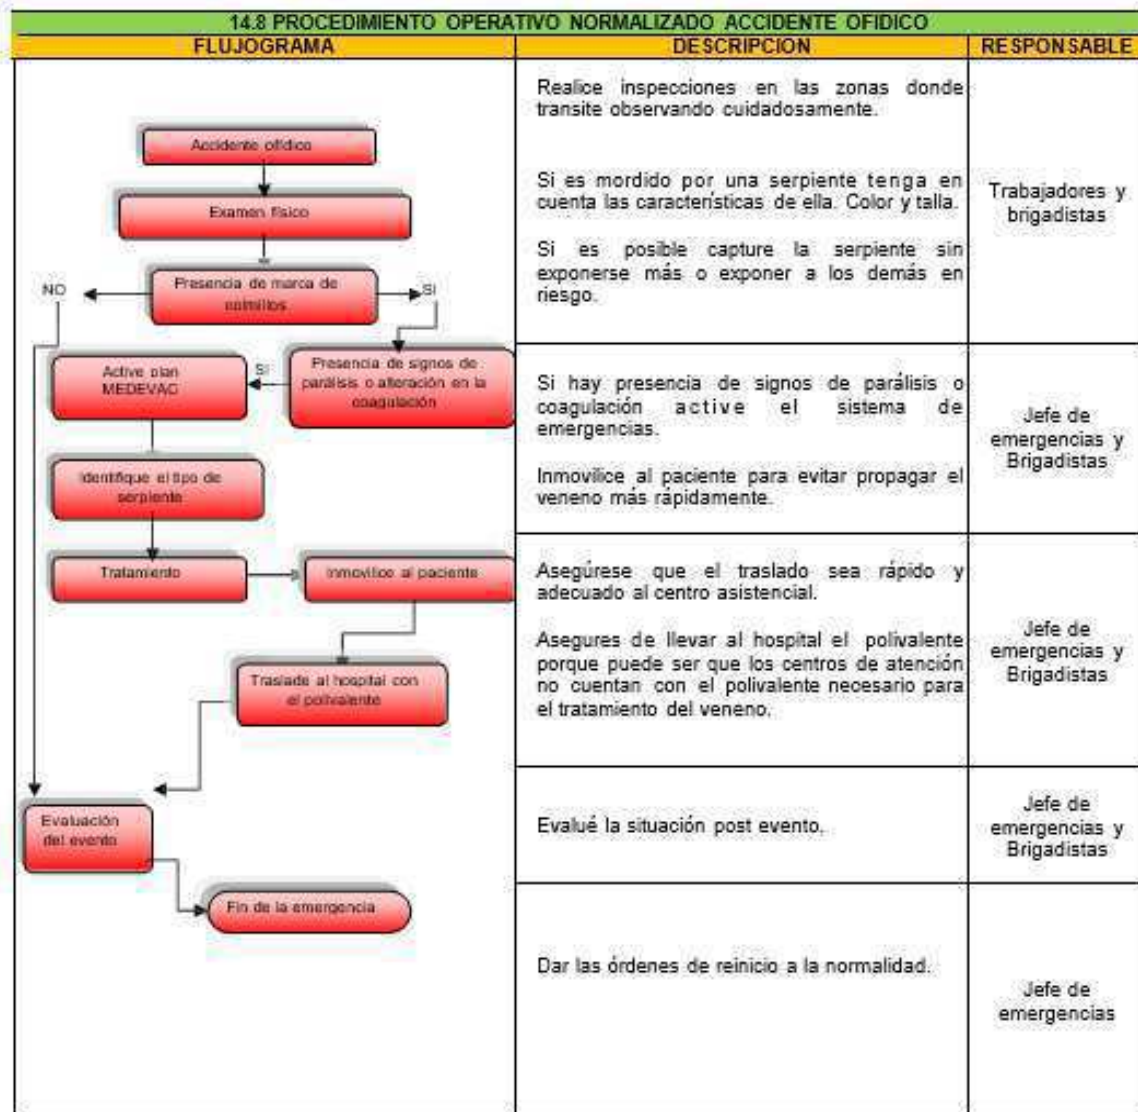 14.8 PROCEDIMIENTO OPERATIVO NORMALIZADO ACCIDENTE OFIDICO
FLUJOGRAMA
DESCRIPCION
RESPONSABLE
Accidente ofídico
Examen físico
Presencia de marca de
colmillos.
NO
SI
Active plan
MEDEVAC
SI
Presencia de signos de
parálisis o alteración en la
coagulación
Identifique el tipo de
serpiente
Tratamiento
Inmovilice al paciente
Traslade al hospital con
el polivalente
Evaluación
del evento
Fin de la emergencia
Realice inspecciones en las zonas donde
transite observando cuidadosamente.
Si es mordido por una serpiente tenga en
cuenta las características de ella. Color y talla.
Si es posible capture la serpiente sin
exponerse más o exponer a los demás en
riesgo.
Trabajadores y
brigadistas
Si hay presencia de signos de parálisis o
coagulación active el sistema de
emergencias.
Inmovilice al paciente para evitar propagar el
veneno más rápidamente.
Jefe de
emergencias y
Brigadistas
Asegúrese que el traslado sea rápido y
adecuado al centro asistencial.
Asegures de llevar al hospital el polivalente
porque puede ser que los centros de atención
no cuentan con el polivalente necesario para
el tratamiento del veneno.
Jefe de
emergencias y
Brigadistas
Evalué la situación post evento.
Jefe de
emergencias y
Brigadistas
Dar las órdenes de reinicio a la normalidad.
Jefe de
emergencias